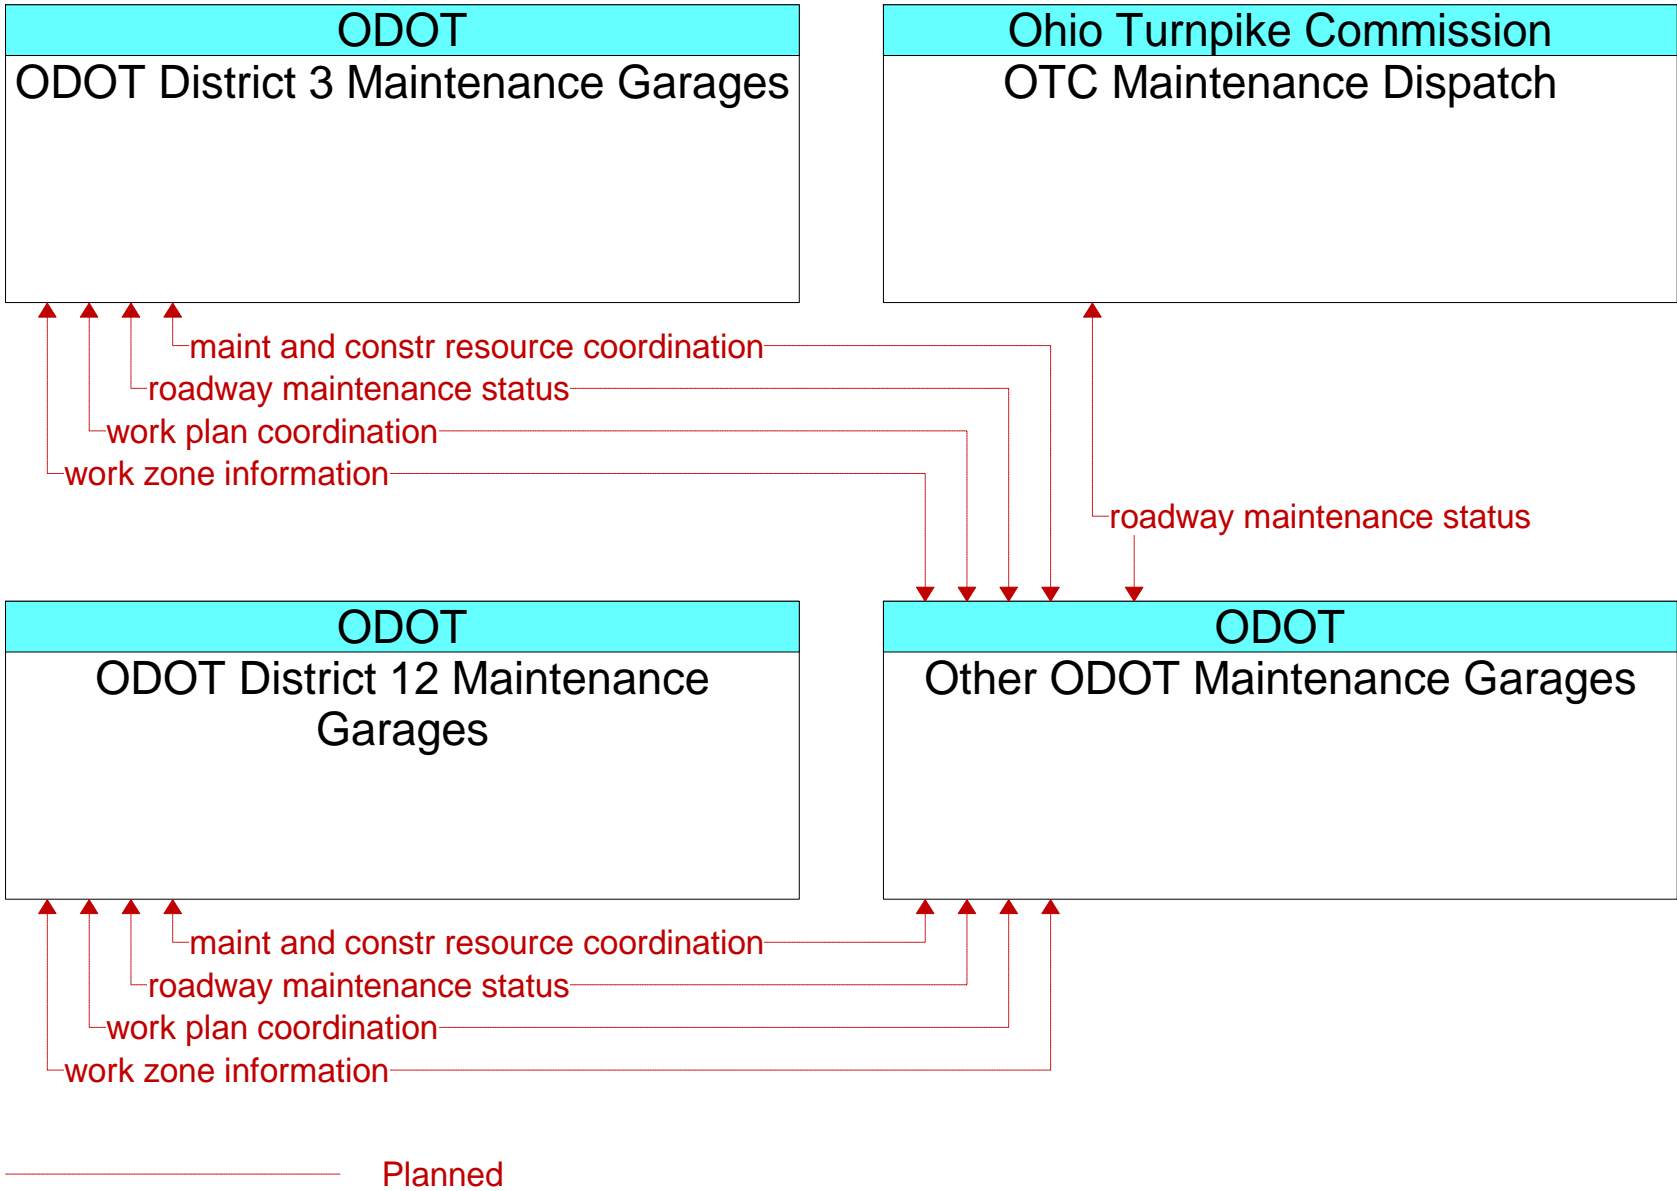 ODOT
ODOT District 3 Maintenance Garages
Ohio Turnpike Commission
OTC Maintenance Dispatch
maint and constr resource coordination
roadway maintenance status
work plan coordination
work zone information
roadway maintenance status
ODOT
ODOT District 12 Maintenance
Garages
ODOT
Other ODOT Maintenance Garages
maint and constr resource coordination
roadway maintenance status
work plan coordination
work zone information
Planned